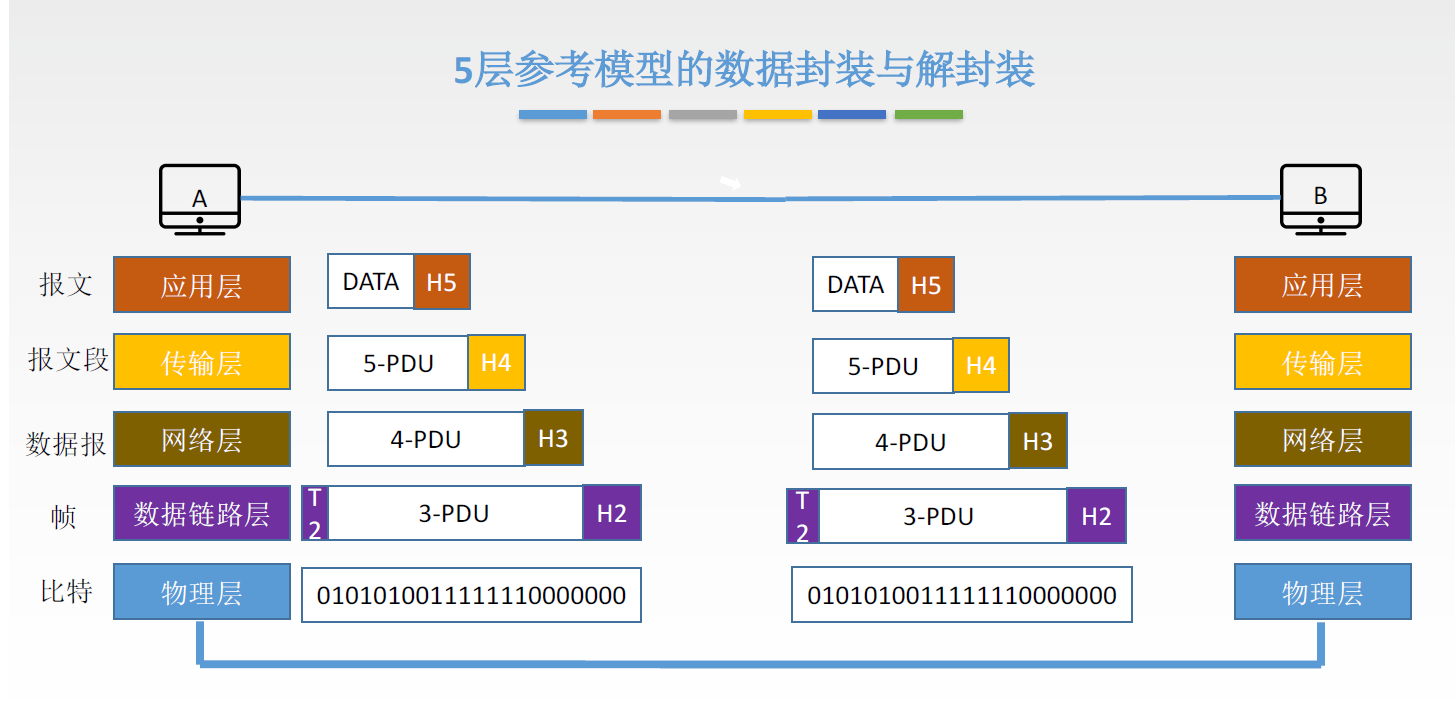 5层参考模型的数据封装与解封装
A
B
报文 应用层 DATA H5 DATA H5 应用层
报文段 传输层 5-PDU H4 5-PDU H4 传输层
数据报 网络层 4-PDU H3 4-PDU H3 网络层
帧 数据链路层 T2 3-PDU H2 T2 3-PDU H2 数据链路层
比特 物理层 0101010011111110000000 0101010011111110000000 物理层